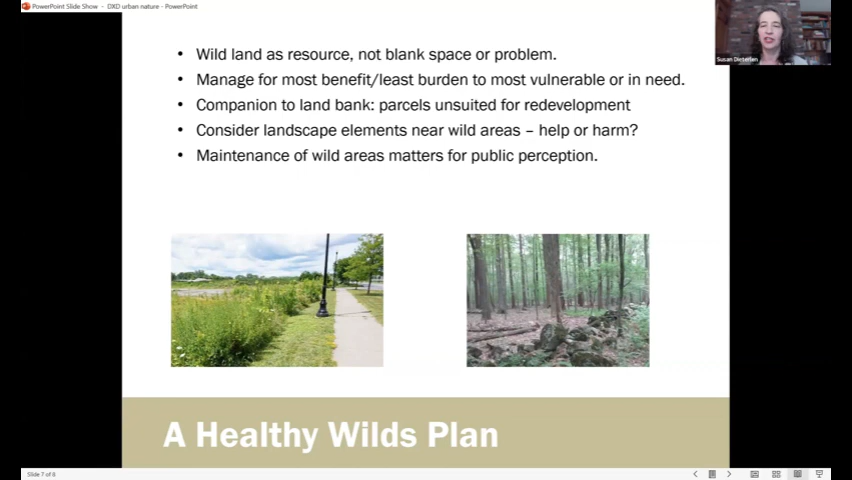 PowerPoint Slide Show - DXD urban nature - PowerPoint
• Wild land as resource, not blank space or problem.
• Manage for most benefit/least burden to most vulnerable or in need.
• Companion to land bank: parcels unsuited for redevelopment
• Consider landscape elements near wild areas – help or harm?
• Maintenance of wild areas matters for public perception.
Susan Dieterlen
A Healthy Wilds Plan
Slide 7 of 8